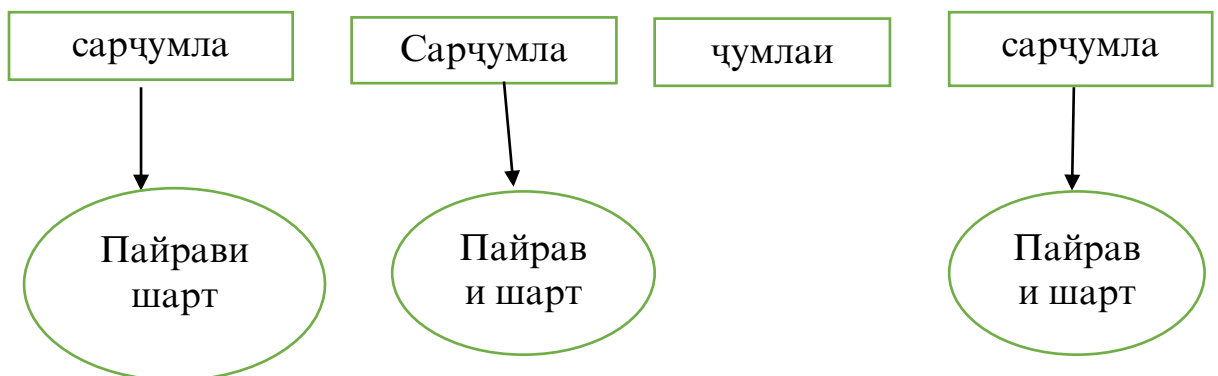 сарҷумла
Сарҷумла
ҷумлаи
сарҷумла
Пайрави
шарт
Пайрав
и шарт
Пайрав
и шарт